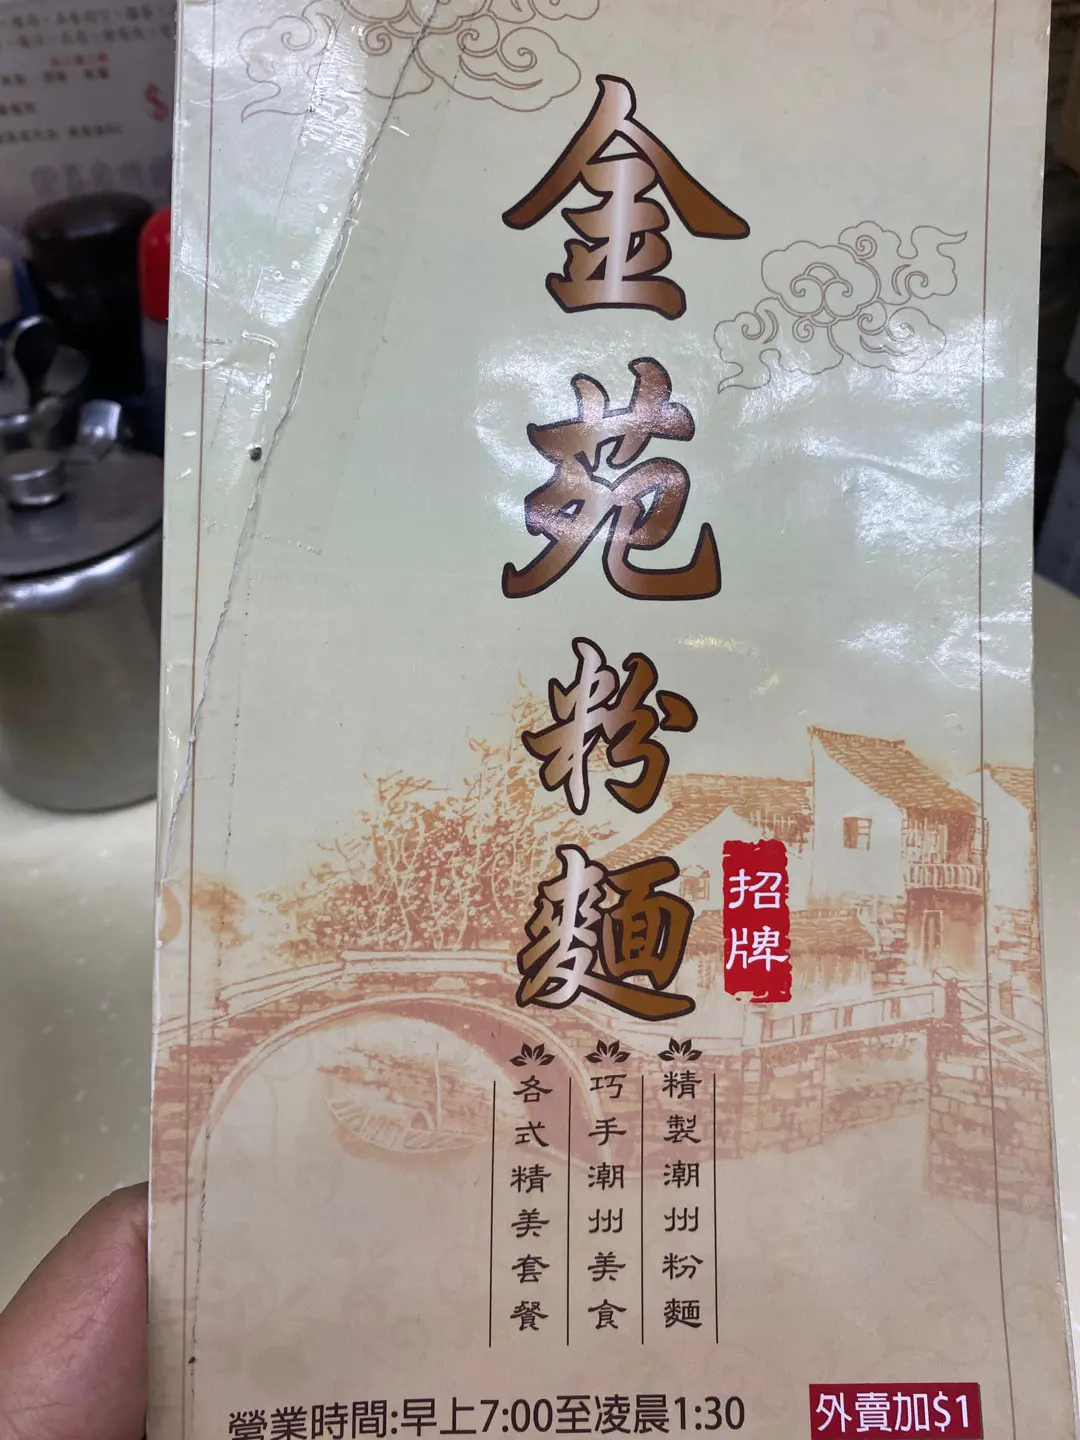 金苑粉麵
招牌
精製潮州粉麵
巧手潮州美食
各式精美套餐
營業時間:早上7:00至凌晨1:30
外賣加$1